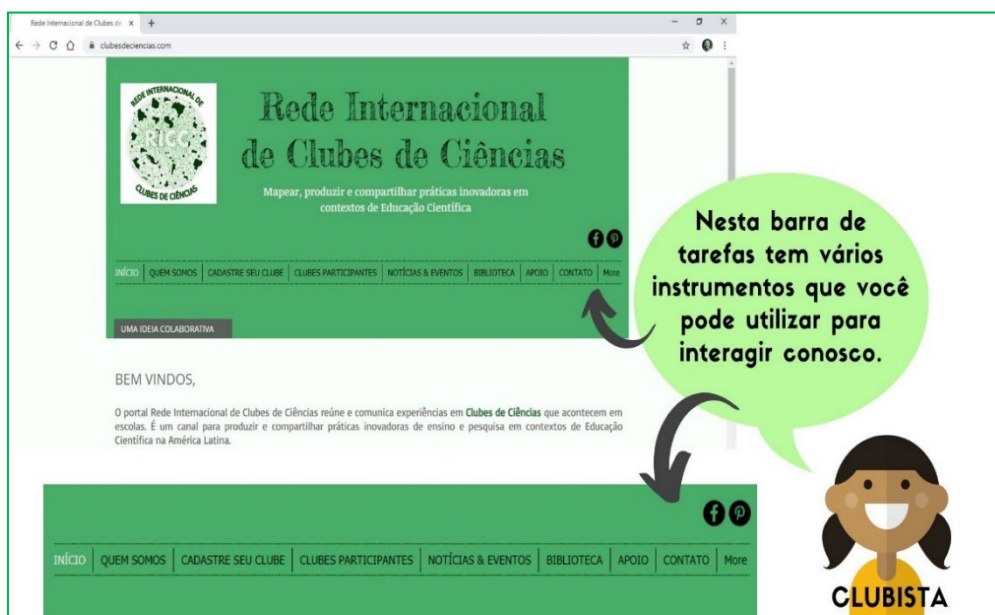 Rede Internacional de Clubes de
clubesdeciencias.com
REDE INTERNACIONAL DE
RICC
CLUBES DE CIÊNCIAS
Rede Internacional
de Clubes de Ciências
Mapear, produzir e compartilhar práticas inovadoras em
contextos de Educação Científica
INÍCIO QUEM SOMOS CADASTRE SEU CLUBE CLUBES PARTICIPANTES NOTÍCIAS & EVENTOS BIBLIOTECA APOIO CONTATO More
UMA IDEIA COLABORATIVA
BEM VINDOS,
O portal Rede Internacional de Clubes de Ciências reúne e comunica experiências em Clubes de Ciências que acontecem em
escolas. É um canal para produzir e compartilhar práticas inovadoras de ensino e pesquisa em contextos de Educação
Científica na América Latina.
Nesta barra de
tarefas tem vários
instrumentos que você
pode utilizar para
interagir conosco.
INÍCIO QUEM SOMOS CADASTRE SEU CLUBE CLUBES PARTICIPANTES NOTÍCIAS & EVENTOS BIBLIOTECA APOIO CONTATO More
CLUBISTA